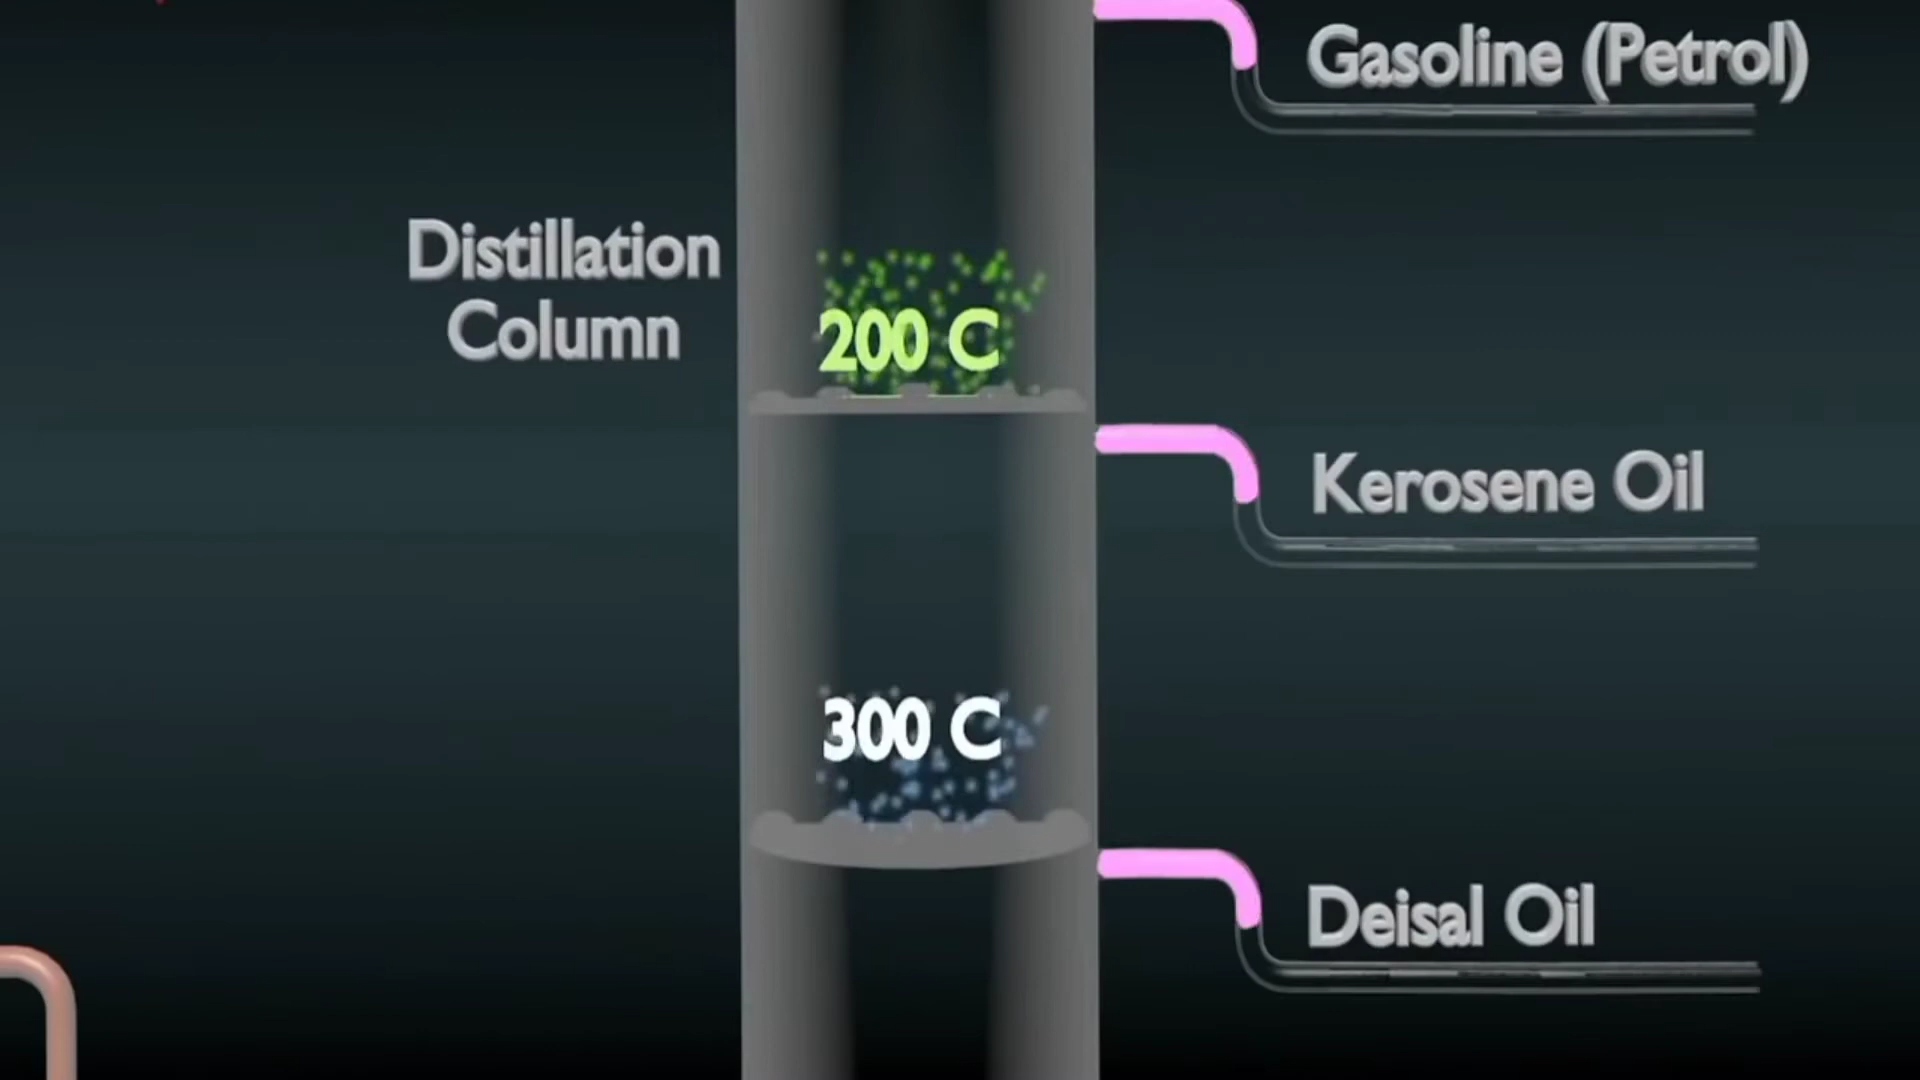 Gasoline (Petrol)
Distillation
Column
200 C
Kerosene Oil
300 C
Deisal Oil